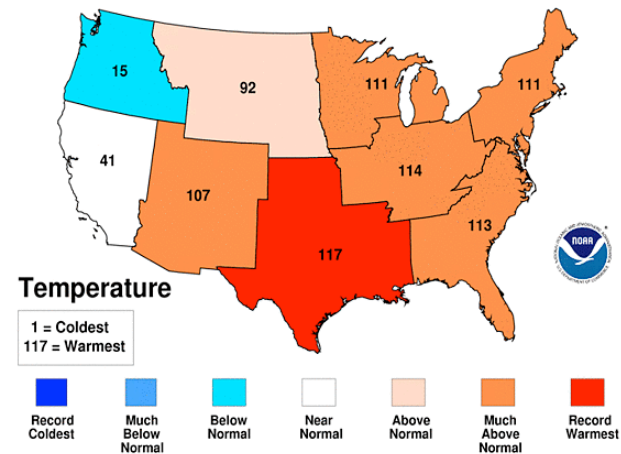 15
92
111
111
41
107
114
113
117
NOAA
Temperature
1 = Coldest
117 = Warmest
Record
Coldest
Much
Below
Normal
Below
Normal
Near
Normal
Above
Normal
Much
Above
Normal
Record
Warmest